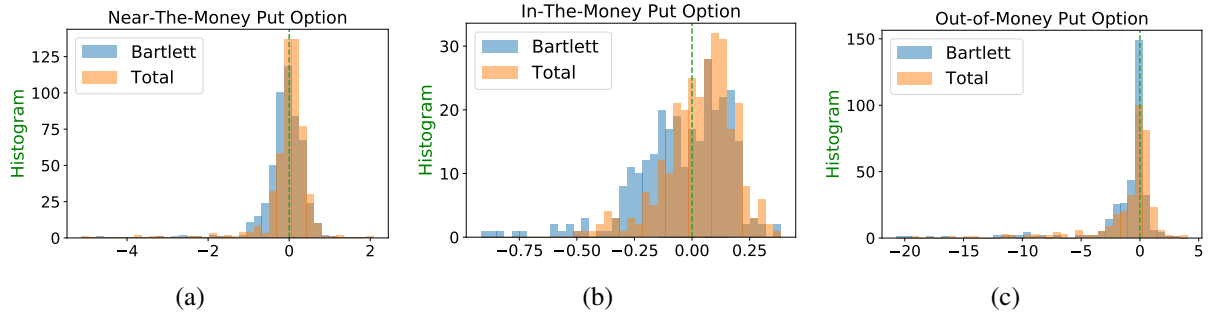 Near-The-Money Put Option
Histogram
125
100
75
50
25
0
Bartlett
Total
−4
−2
0
2
(a)
In-The-Money Put Option
Histogram
30
20
10
0
Bartlett
Total
−0.75
−0.50
−0.25
0.00
0.25
(b)
Out-of-Money Put Option
Histogram
150
100
50
0
Bartlett
Total
−20
−15
−10
−5
0
5
(c)